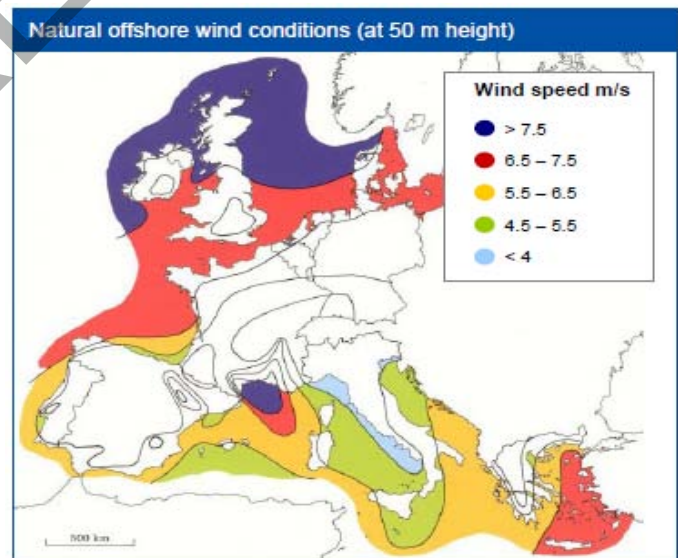 Natural offshore wind conditions (at 50 m height)
Wind speed m/s
> 7.5
6.5 – 7.5
5.5 – 6.5
4.5 – 5.5
< 4
500 km